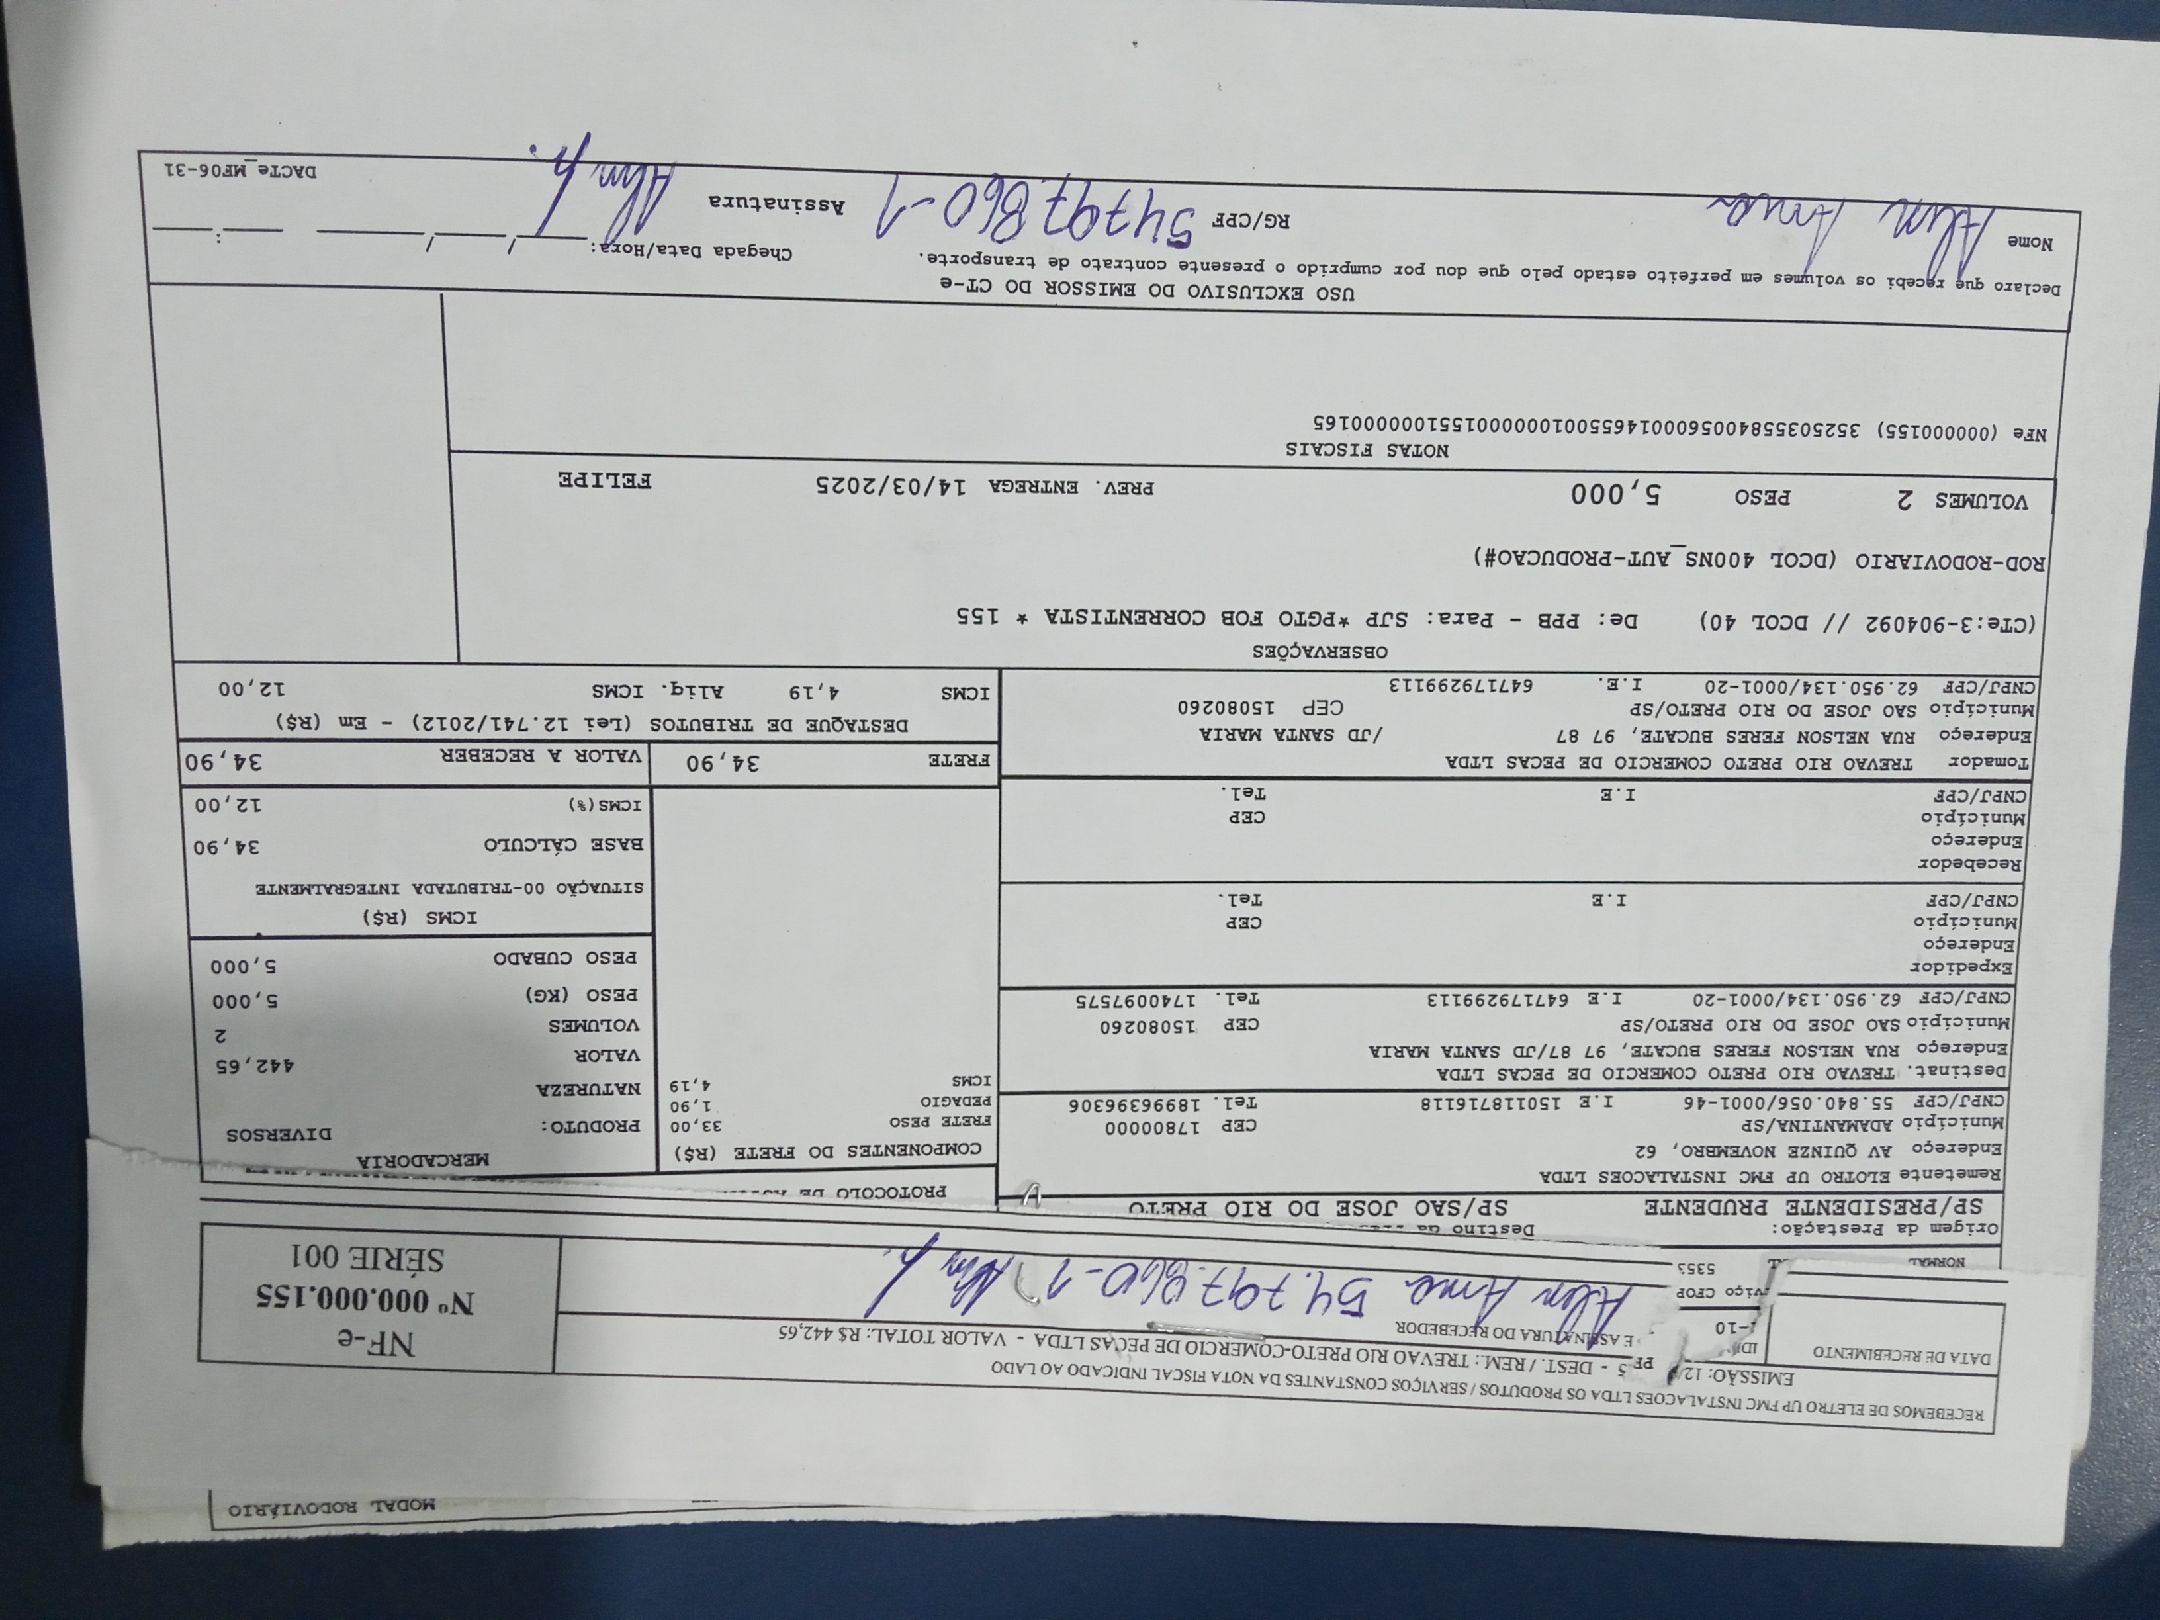 MODAL RODOVIÁRIO
RECEBEMOS DE ELETRO UP FMC INSTALACOES LTDA OS PRODUTOS / SERVIÇOS CONSTANTES DA NOTA FISCAL INDICADO AO LADO
EMISSÃO: 12/ - DEST. / REM.: TREVAO RIO PRETO-COMERCIO DE PECAS LTDA - VALOR TOTAL: R$ 442,65
DATA DE RECEBIMENTO
E ASSINATURA DO RECEBEDOR
54.797.860-1
NF-e
Nº 000.000.155
SÉRIE 001
NORMAL
CFOP
Origem da Prestação: Destino da
SP/PRESIDENTE PRUDENTE SP/SAO JOSE DO RIO PRETO
PROTOCOLO DE
Remetente ELOTRO UP FMC INSTALACOES LTDA
Endereço AV QUINZE NOVEMBRO, 62
Município ADAMANTINA/SP CEP 17800000
CNPJ/CPF 55.840.056/0001-46 I.E 150118716118 Tel. 18996396306
Destinat. TREVAO RIO PRETO COMERCIO DE PECAS LTDA
Endereço RUA NELSON FERES BUCATE, 97 87/JD SANTA MARIA
Município SAO JOSE DO RIO PRETO/SP CEP 15080260
CNPJ/CPF 62.950.134/0001-20 I.E 647179299113 Tel. 1740097575
Expedidor
Endereço
Município CEP
CNPJ/CPF I.E Tel.
Recebedor
Endereço
Município CEP
CNPJ/CPF I.E Tel.
Tomador TREVAO RIO PRETO COMERCIO DE PECAS LTDA
Endereço RUA NELSON FERES BUCATE, 97 87 /JD SANTA MARIA
Município SAO JOSE DO RIO PRETO/SP CEP 15080260
CNPJ/CPF 62.950.134/0001-20 I.E. 647179299113
COMPONENTES DO FRETE (R$)
FRETE PESO 33,00
PEDAGIO 1,90
ICMS 4,19
MERCADORIA
PRODUTO: DIVERSOS
NATUREZA
VALOR 442,65
VOLUMES 2
PESO (KG) 5,000
PESO CUBADO 5,000
ICMS (R$)
SITUAÇÃO 00-TRIBUTADA INTEGRALMENTE
BASE CÁLCULO 34,90
ICMS(%) 12,00
FRETE 34,90 VALOR A RECEBER 34,90
DESTAQUE DE TRIBUTOS (Lei 12.741/2012) - Em (R$)
ICMS 4,19 Aliq. ICMS 12,00
OBSERVAÇÕES
(CTe:3-904092 // DCOL 40) De: PPB - Para: SJP *PGTO FOB CORRENTISTA * 155
ROD-RODOVIARIO (DCOL 400NS_AUT-PRODUCAO#)
VOLUMES 2 PESO 5,000 PREV. ENTREGA 14/03/2025 FELIPE
NOTAS FISCAIS
NFe (000000155) 35250355840056000146550010000001551000000165
USO EXCLUSIVO DO EMISSOR DO CT-e
Declaro que recebi os volumes em perfeito estado pelo que dou por cumprido o presente contrato de transporte.
Chegada Data/Hora: / / :
Nome RG/CPF 54797.860-1 Assinatura
DACTe_MF06-31